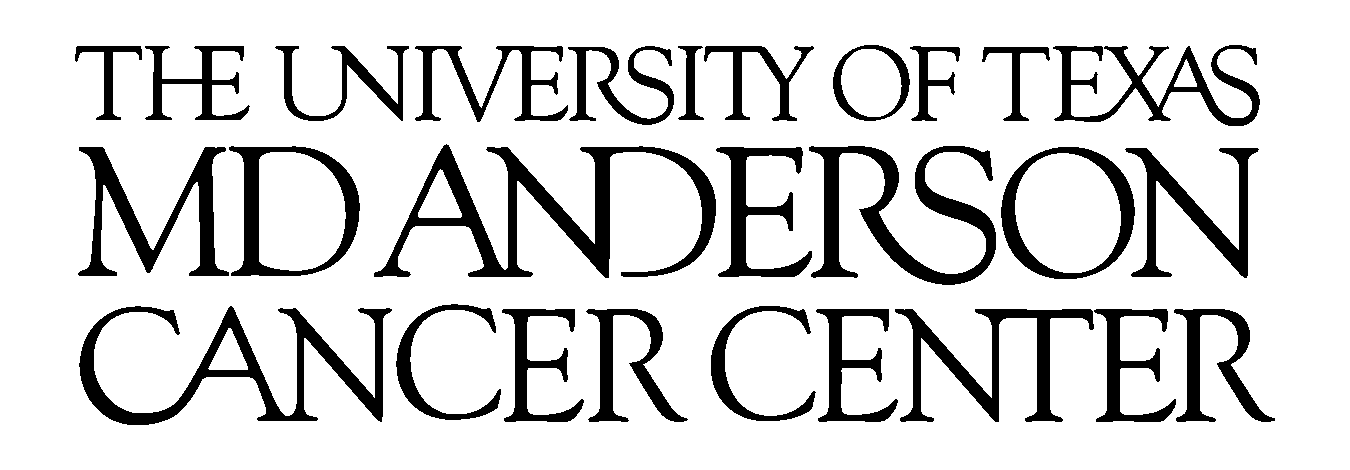 THE UNIVERSITY OF TEXAS
MD ANDERSON
CANCER CENTER